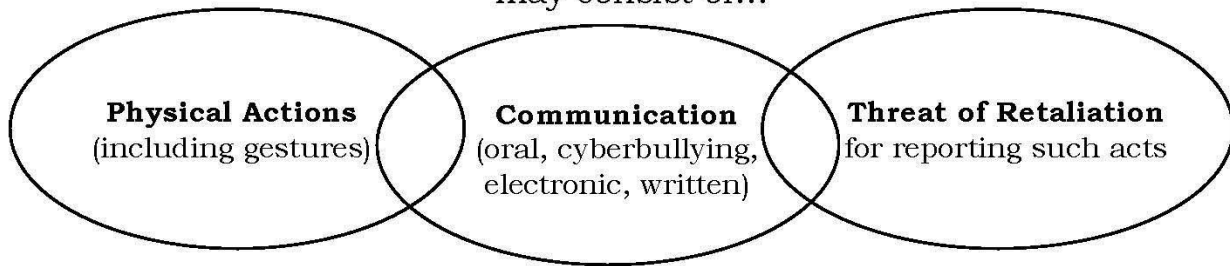 may consist of...
Physical Actions
(including gestures)
Communication
(oral, cyberbullying,
electronic, written)
Threat of Retaliation
for reporting such acts